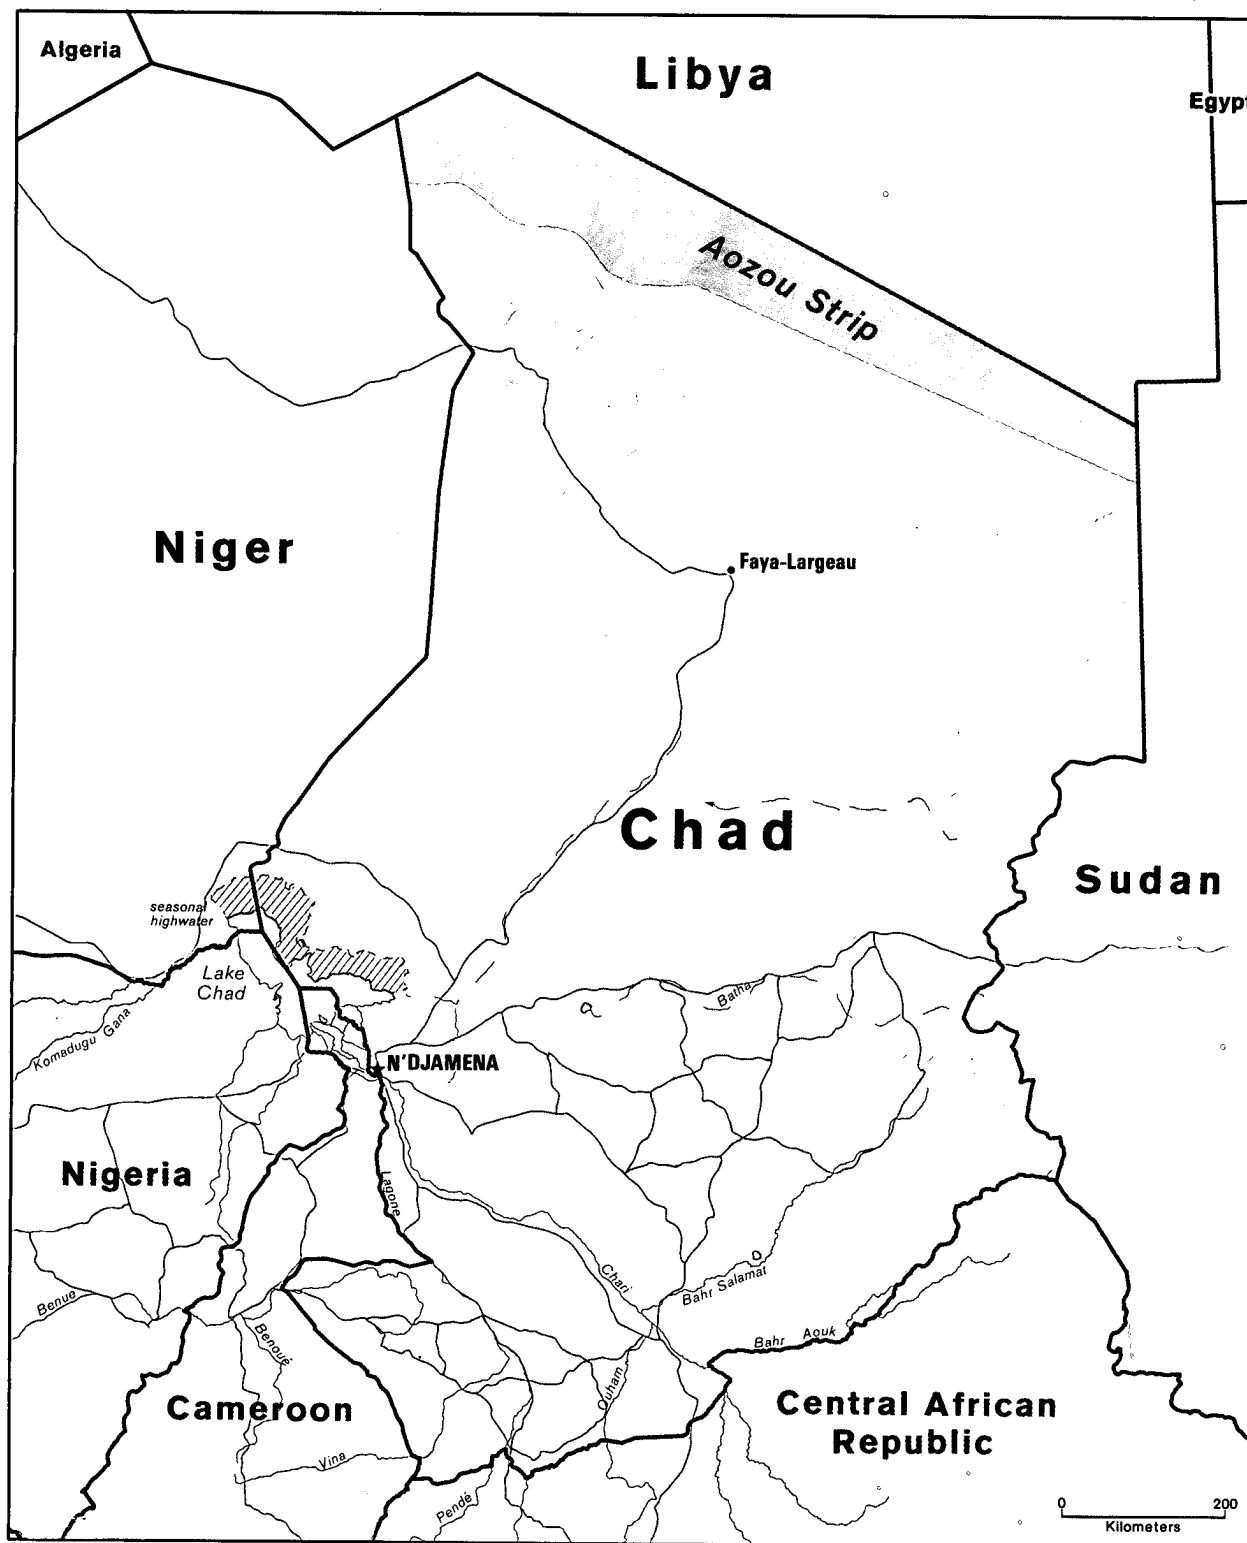 Algeria
Libya
Egypt
Aozou Strip
Niger
Faya-Largeau
Chad
Sudan
seasonal
highwater
Lake
Chad
Batha
Komadugu Gana
N'DJAMENA
Nigeria
Lagone
Chari
Bahr Salamat
Benue
Benoué
Bahr Aouk
Ouham
Cameroon
Central African
Republic
Vina
Pendé
0 200
Kilometers